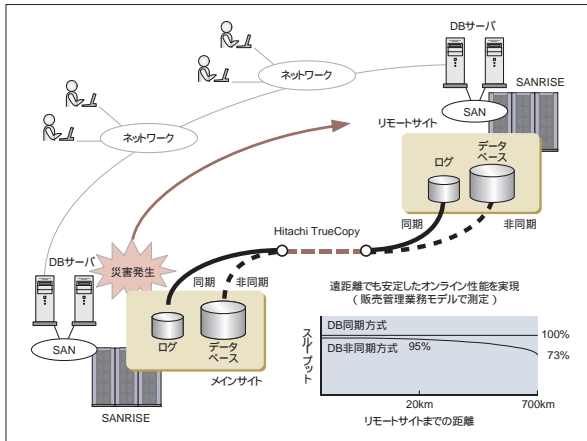 DBサーバ
SANRISE
ネットワーク
SAN
リモートサイト
ネットワーク
データ
ベース
ログ
同期
非同期
Hitachi TrueCopy
DBサーバ
災害発生
同期
非同期
遠距離でも安定したオンライン性能を実現
(販売管理業務モデルで測定)
SAN
ログ
データ
ベース
メインサイト
SANRISE
スループット
DB同期方式
100%
DB非同期方式
95%
73%
20km
700km
リモートサイトまでの距離